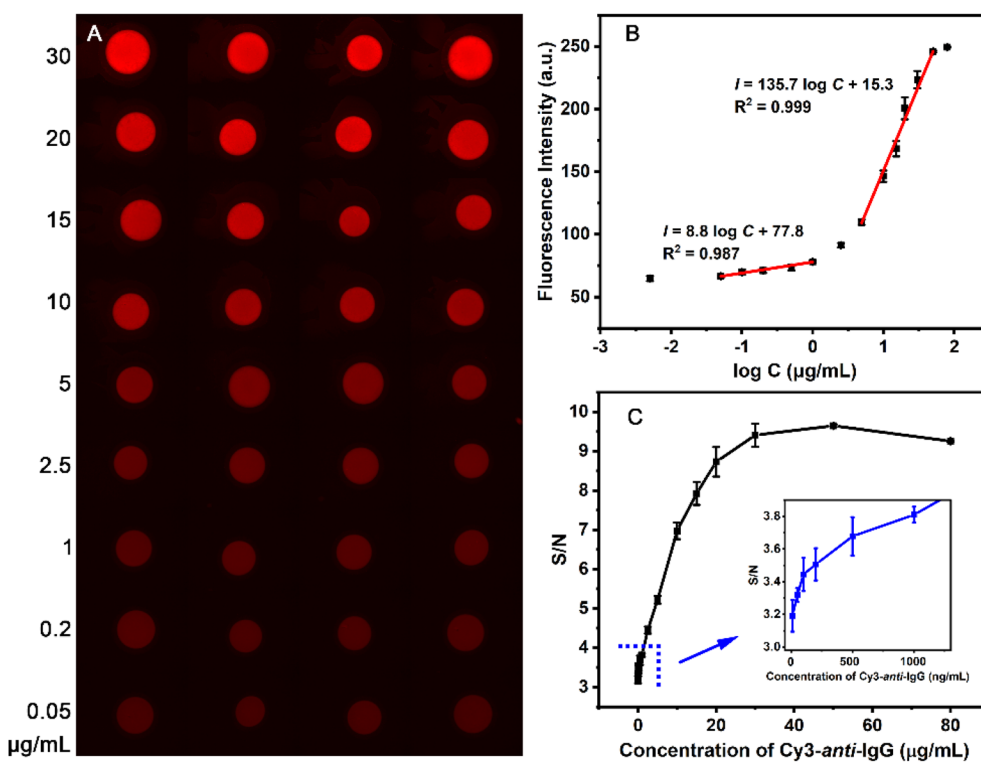 A
30
20
15
10
5
2.5
1
0.2
0.05
µg/mL
B
Fluorescence Intensity (a.u.)
250
200
150
100
50
I = 135.7 log C + 15.3
R² = 0.999
I = 8.8 log C + 77.8
R² = 0.987
-3 -2 -1 0 1 2
log C (µg/mL)
C
S/N
10
9
8
7
6
5
4
3
0 20 40 60 80
Concentration of Cy3-anti-IgG (µg/mL)
S/N
3.8
3.6
3.4
3.2
3.0
0 500 1000
Concentration of Cy3-anti-IgG (ng/mL)